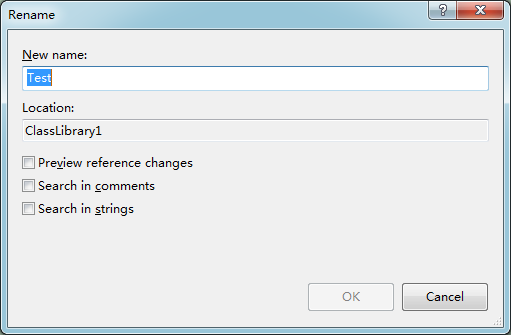 Rename
New name:
Test
Location:
ClassLibrary1
Preview reference changes
Search in comments
Search in strings
OK
Cancel